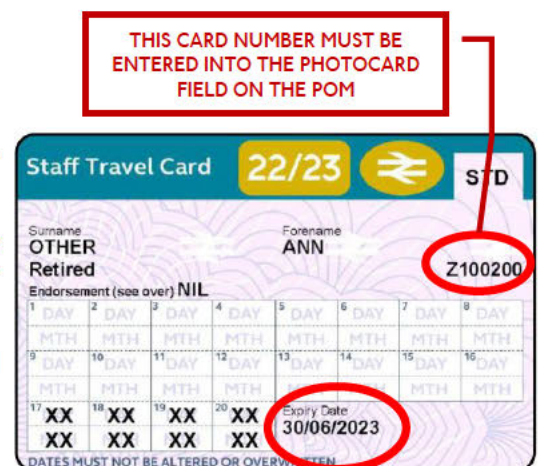 THIS CARD NUMBER MUST BE
ENTERED INTO THE PHOTOCARD
FIELD ON THE POM
Staff Travel Card 22/23 STD
Surname Forename
OTHER ANN
Retired Z100200
Endorsement (see over) NIL
1 DAY 2 DAY 3 DAY 4 DAY 5 DAY 6 DAY 7 DAY 8 DAY
MTH MTH MTH MTH MTH MTH MTH MTH
9 DAY 10 DAY 11 DAY 12 DAY 13 DAY 14 DAY 15 DAY 16 DAY
MTH MTH MTH MTH MTH MTH MTH MTH
17 XX 18 XX 19 XX 20 XX Expiry Date
XX XX XX XX 30/06/2023
DATES MUST NOT BE ALTERED OR OVERWRITTEN